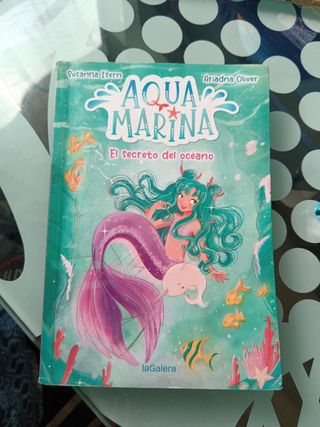 Susanna Isern Ariadna Oliver
AQUA
MARINA
El secreto del océano
laGalera